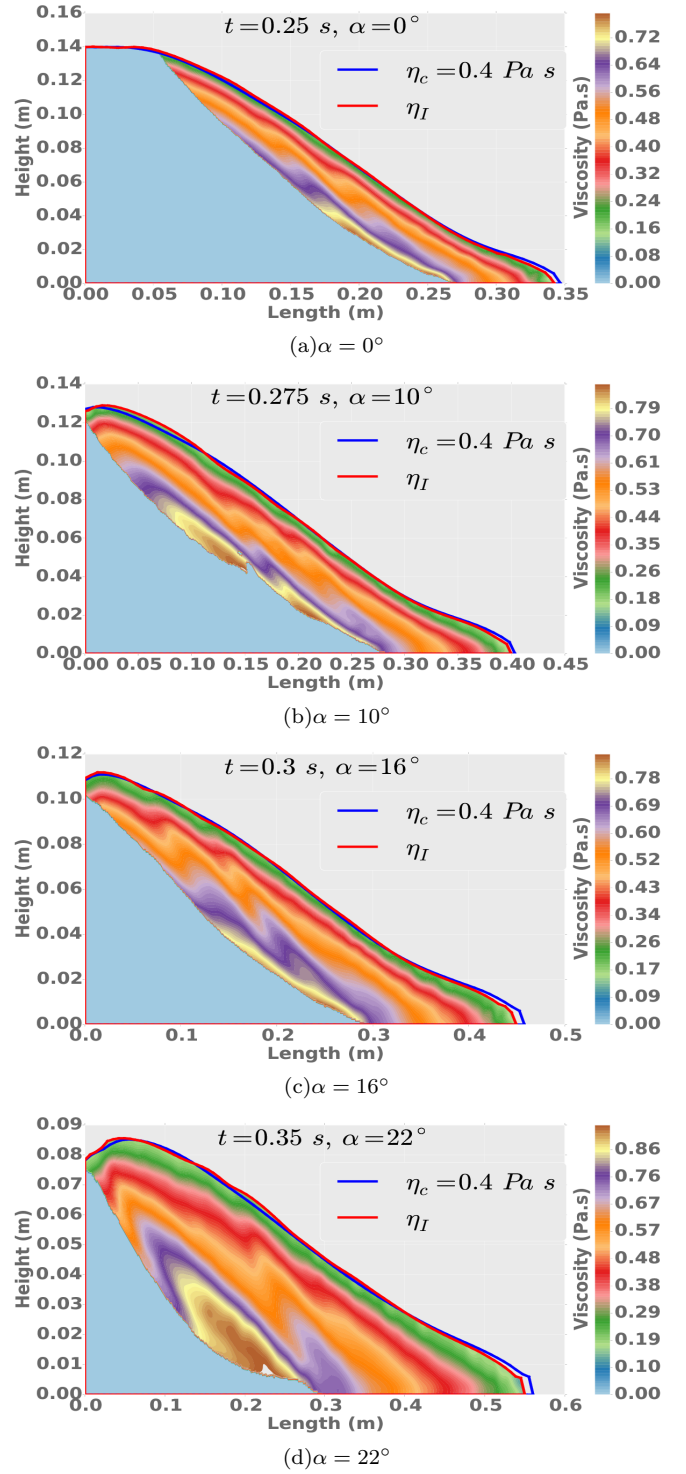 t=0.25 s, α=0°
η_c=0.4 Pa s
η_I
Height (m)
0.16
0.14
0.12
0.10
0.08
0.06
0.04
0.02
0.00
0.00 0.05 0.10 0.15 0.20 0.25 0.30 0.35
Length (m)
Viscosity (Pa.s)
0.72
0.64
0.56
0.48
0.40
0.32
0.24
0.16
0.08
0.00
(a)α = 0°
t=0.275 s, α=10°
η_c=0.4 Pa s
η_I
Height (m)
0.14
0.12
0.10
0.08
0.06
0.04
0.02
0.00
0.00 0.05 0.10 0.15 0.20 0.25 0.30 0.35 0.40 0.45
Length (m)
Viscosity (Pa.s)
0.79
0.70
0.61
0.53
0.44
0.35
0.26
0.18
0.09
0.00
(b)α = 10°
t=0.3 s, α=16°
η_c=0.4 Pa s
η_I
Height (m)
0.12
0.10
0.08
0.06
0.04
0.02
0.00
0.0 0.1 0.2 0.3 0.4 0.5
Length (m)
Viscosity (Pa.s)
0.78
0.69
0.61
0.52
0.43
0.35
0.26
0.17
0.09
0.00
(c)α = 16°
t=0.35 s, α=22°
η_c=0.4 Pa s
η_I
Height (m)
0.09
0.08
0.07
0.06
0.05
0.04
0.03
0.02
0.01
0.00
0.0 0.1 0.2 0.3 0.4 0.5 0.6
Length (m)
Viscosity (Pa.s)
0.86
0.76
0.67
0.57
0.48
0.38
0.29
0.19
0.10
0.00
(d)α = 22°